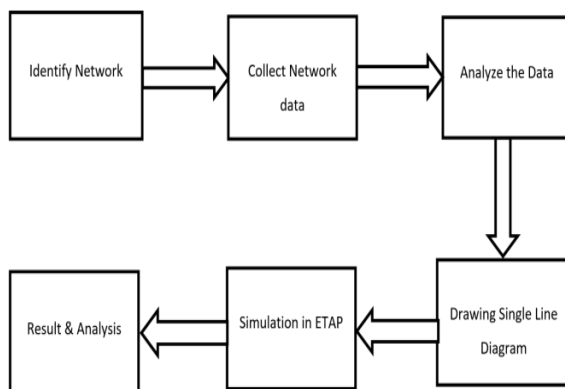 Identify Network
Collect Network
data
Analyze the Data
Drawing Single Line
Diagram
Simulation in ETAP
Result & Analysis